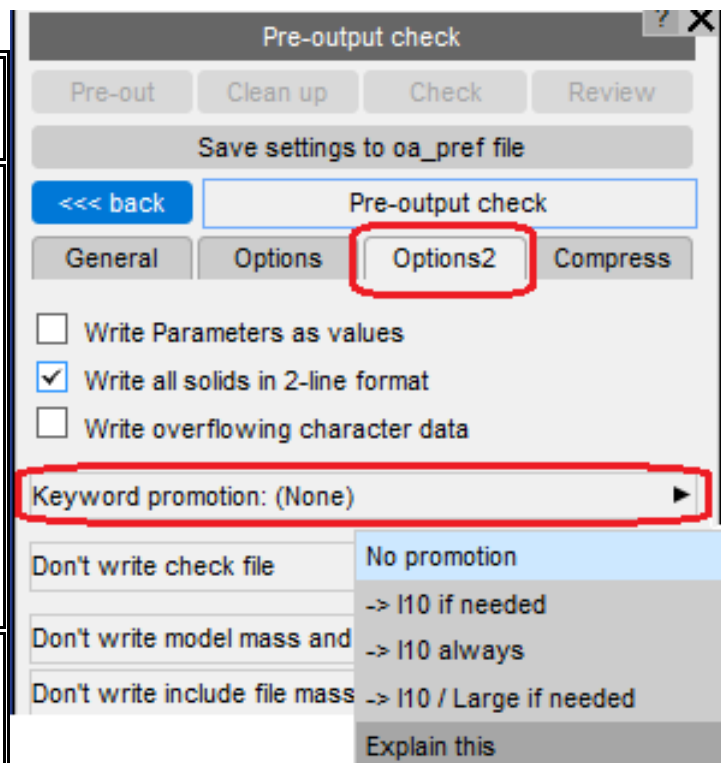 ? X
Pre-output check
Pre-out Clean up Check Review
Save settings to oa_pref file
<<< back Pre-output check
General Options Options2 Compress
Write Parameters as values
Write all solids in 2-line format
Write overflowing character data
Keyword promotion: (None)
Don't write check file
Don't write model mass and
Don't write include file mass
No promotion
-> I10 if needed
-> I10 always
-> I10 / Large if needed
Explain this